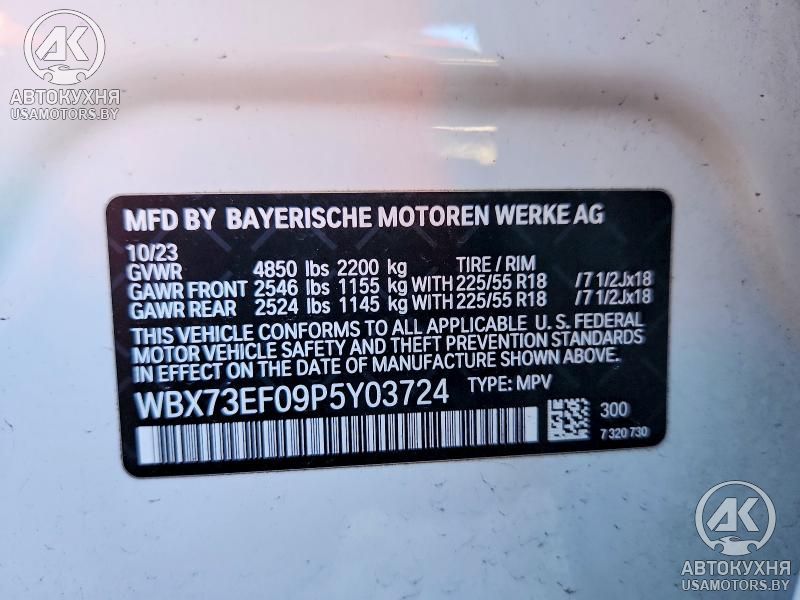 AK
АВТОКУХНЯ
USAMOTORS.BY
MFD BY BAYERISCHE MOTOREN WERKE AG
10/23
GVWR 4850 lbs 2200 kg TIRE / RIM
GAWR FRONT 2546 lbs 1155 kg WITH 225/55 R18 /7 1/2Jx18
GAWR REAR 2524 lbs 1145 kg WITH 225/55 R18 /7 1/2Jx18
THIS VEHICLE CONFORMS TO ALL APPLICABLE U. S. FEDERAL
MOTOR VEHICLE SAFETY AND THEFT PREVENTION STANDARDS
IN EFFECT ON THE DATE OF MANUFACTURE SHOWN ABOVE.
WBX73EF09P5Y03724 TYPE: MPV
300
7 320 730
AK
АВТОКУХНЯ
USAMOTORS.BY